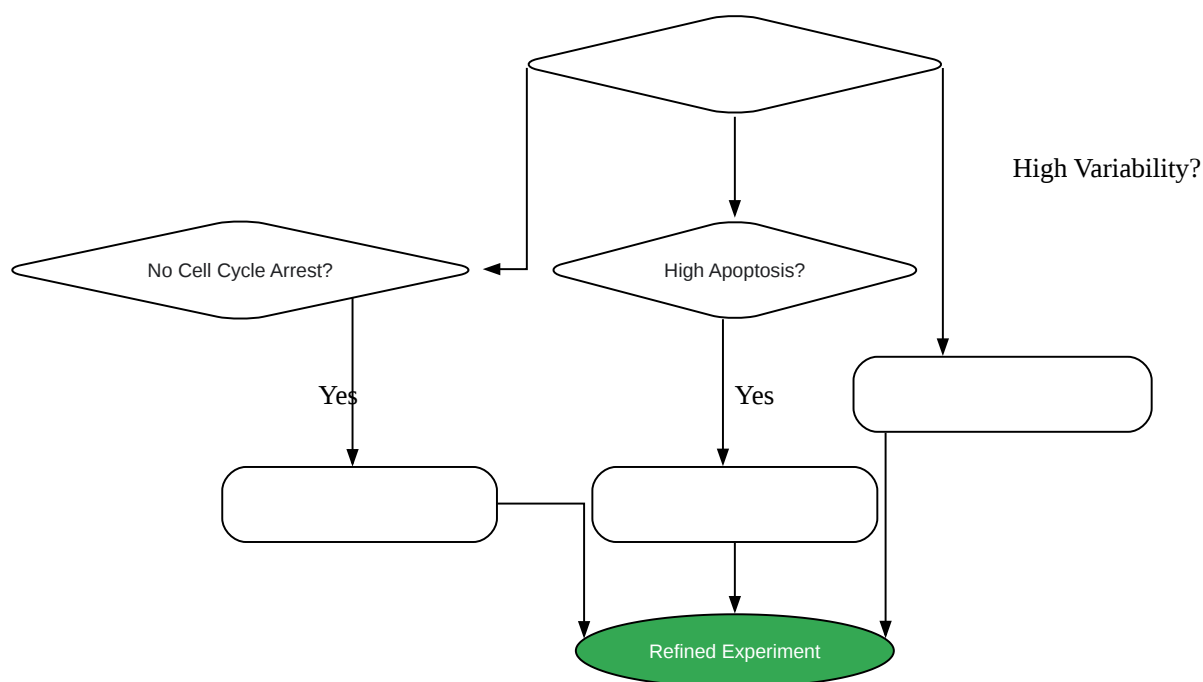 High Variability?
No Cell Cycle Arrest?
High Apoptosis?
Yes
Yes
Refined Experiment